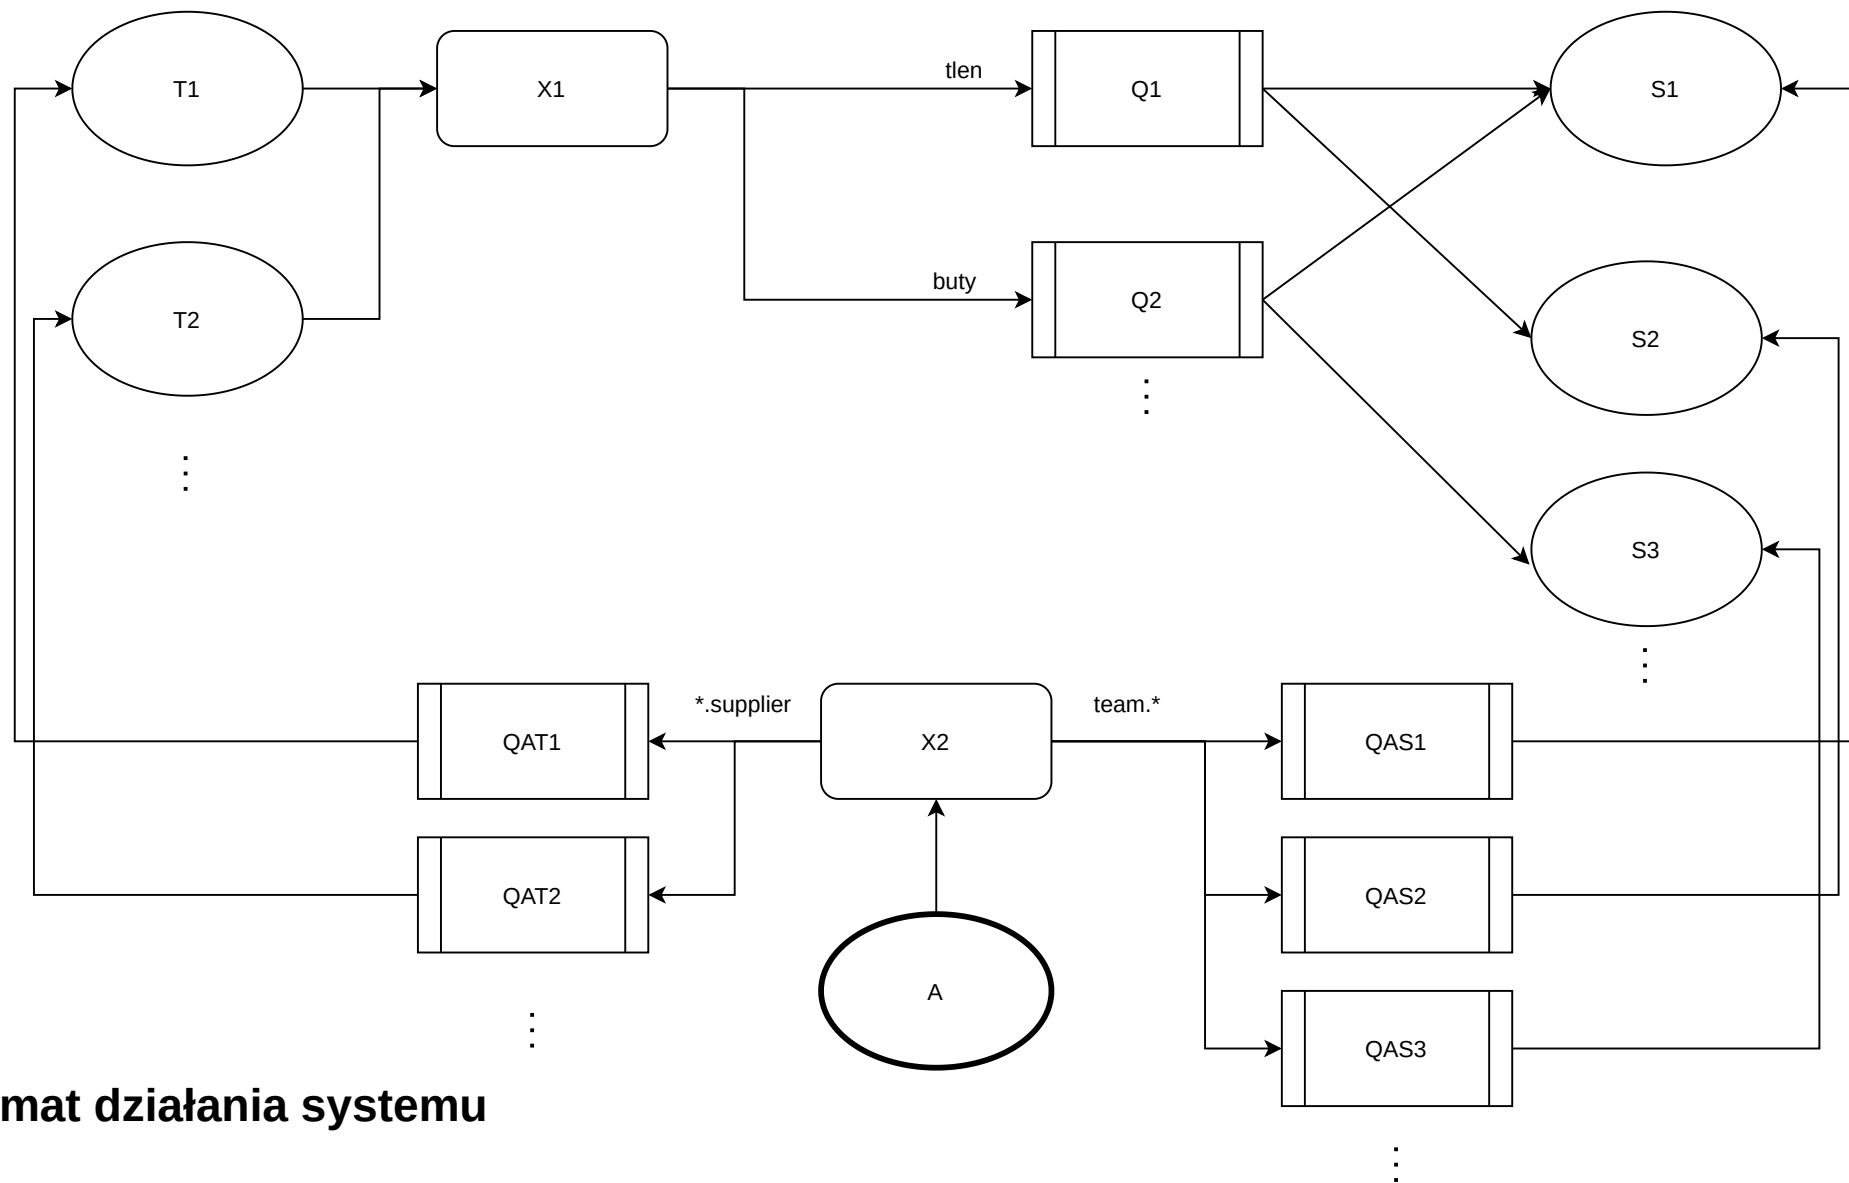 T1
X1
tlen
Q1
S1
T2
buty
Q2
S2
S3
*.supplier
team.*
QAT1
X2
QAS1
QAT2
QAS2
A
QAS3
mat działania systemu